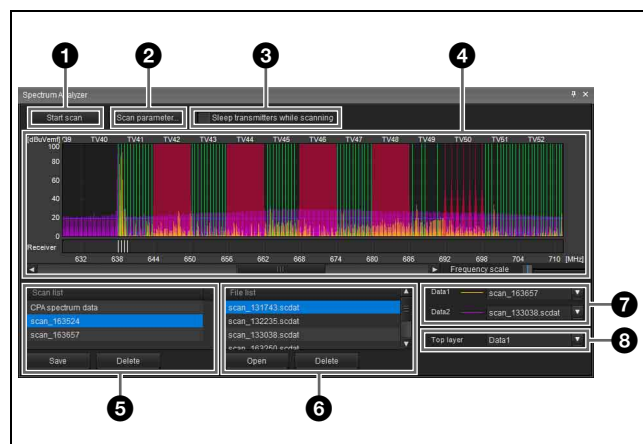 1 2 3 4
Spectrum Analyzer
Start scan Scan parameter... Sleep transmitters while scanning
[dBuVemf] TV39 TV40 TV41 TV42 TV43 TV44 TV45 TV46 TV47 TV48 TV49 TV50 TV51 TV52
100
80
60
40
20
0
Receiver
632 638 644 650 656 662 668 674 680 686 692 698 704 710 [MHz]
Frequency scale
Scan list
CPA spectrum data
scan_163524
scan_163657
Save Delete
File list
scan_131743.scdat
scan_132235.scdat
scan_133038.scdat
scan_163250.scdat
Open Delete
Data1 scan_163657
Data2 scan_133038.scdat
7
Top layer Data1
8
5 6